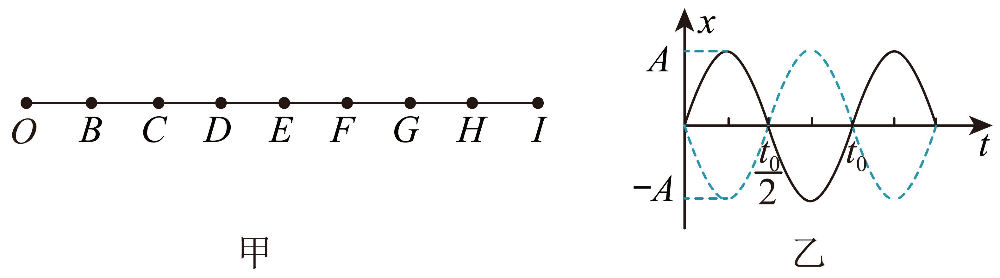 O B C D E F G H I
甲
x
A
t₀/2
t₀
t
−A
乙